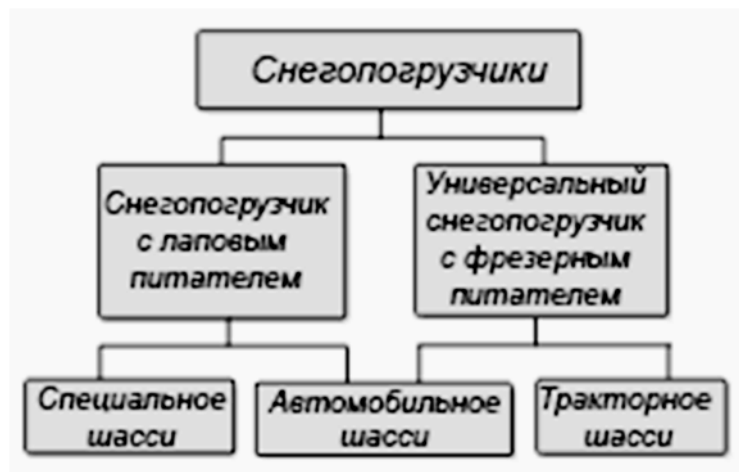 Снегопогрузчики
Снегопогрузчик
с лаповым
питателем
Универсальный
снегопогрузчик
с фрезерным
питателем
Специальное
шасси
Автомобильное
шасси
Тракторное
шасси